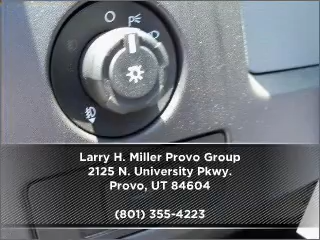 Larry H. Miller Provo Group
2125 N. University Pkwy.
Provo, UT 84604
(801) 355-4223